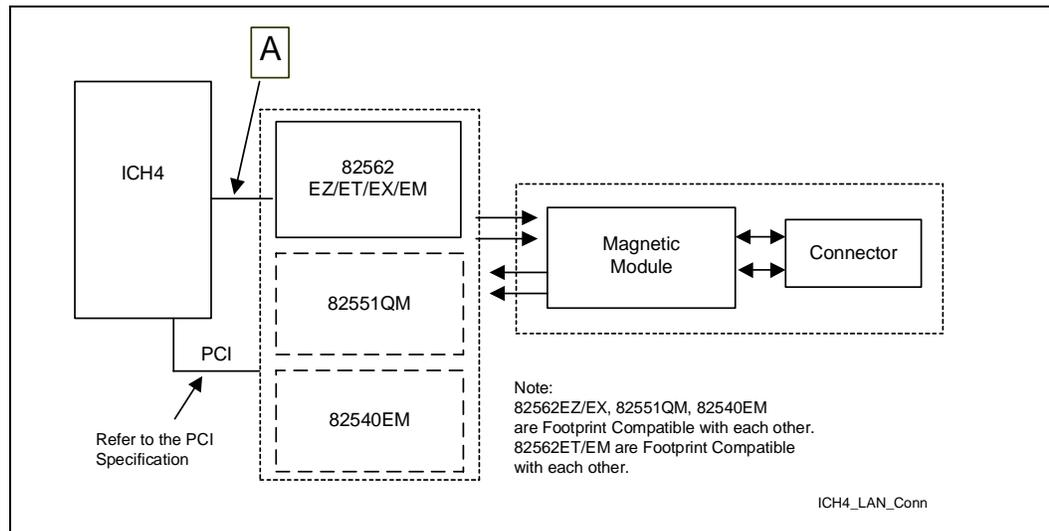 A
ICH4
82562
EZ/ET/EX/EM
Magnetic
Module
Connector
82551QM
PCI
82540EM
Refer to the PCI
Specification
Note:
82562EZ/EX, 82551QM, 82540EM
are Footprint Compatible with each other.
82562ET/EM are Footprint Compatible
with each other.
ICH4_LAN_Conn